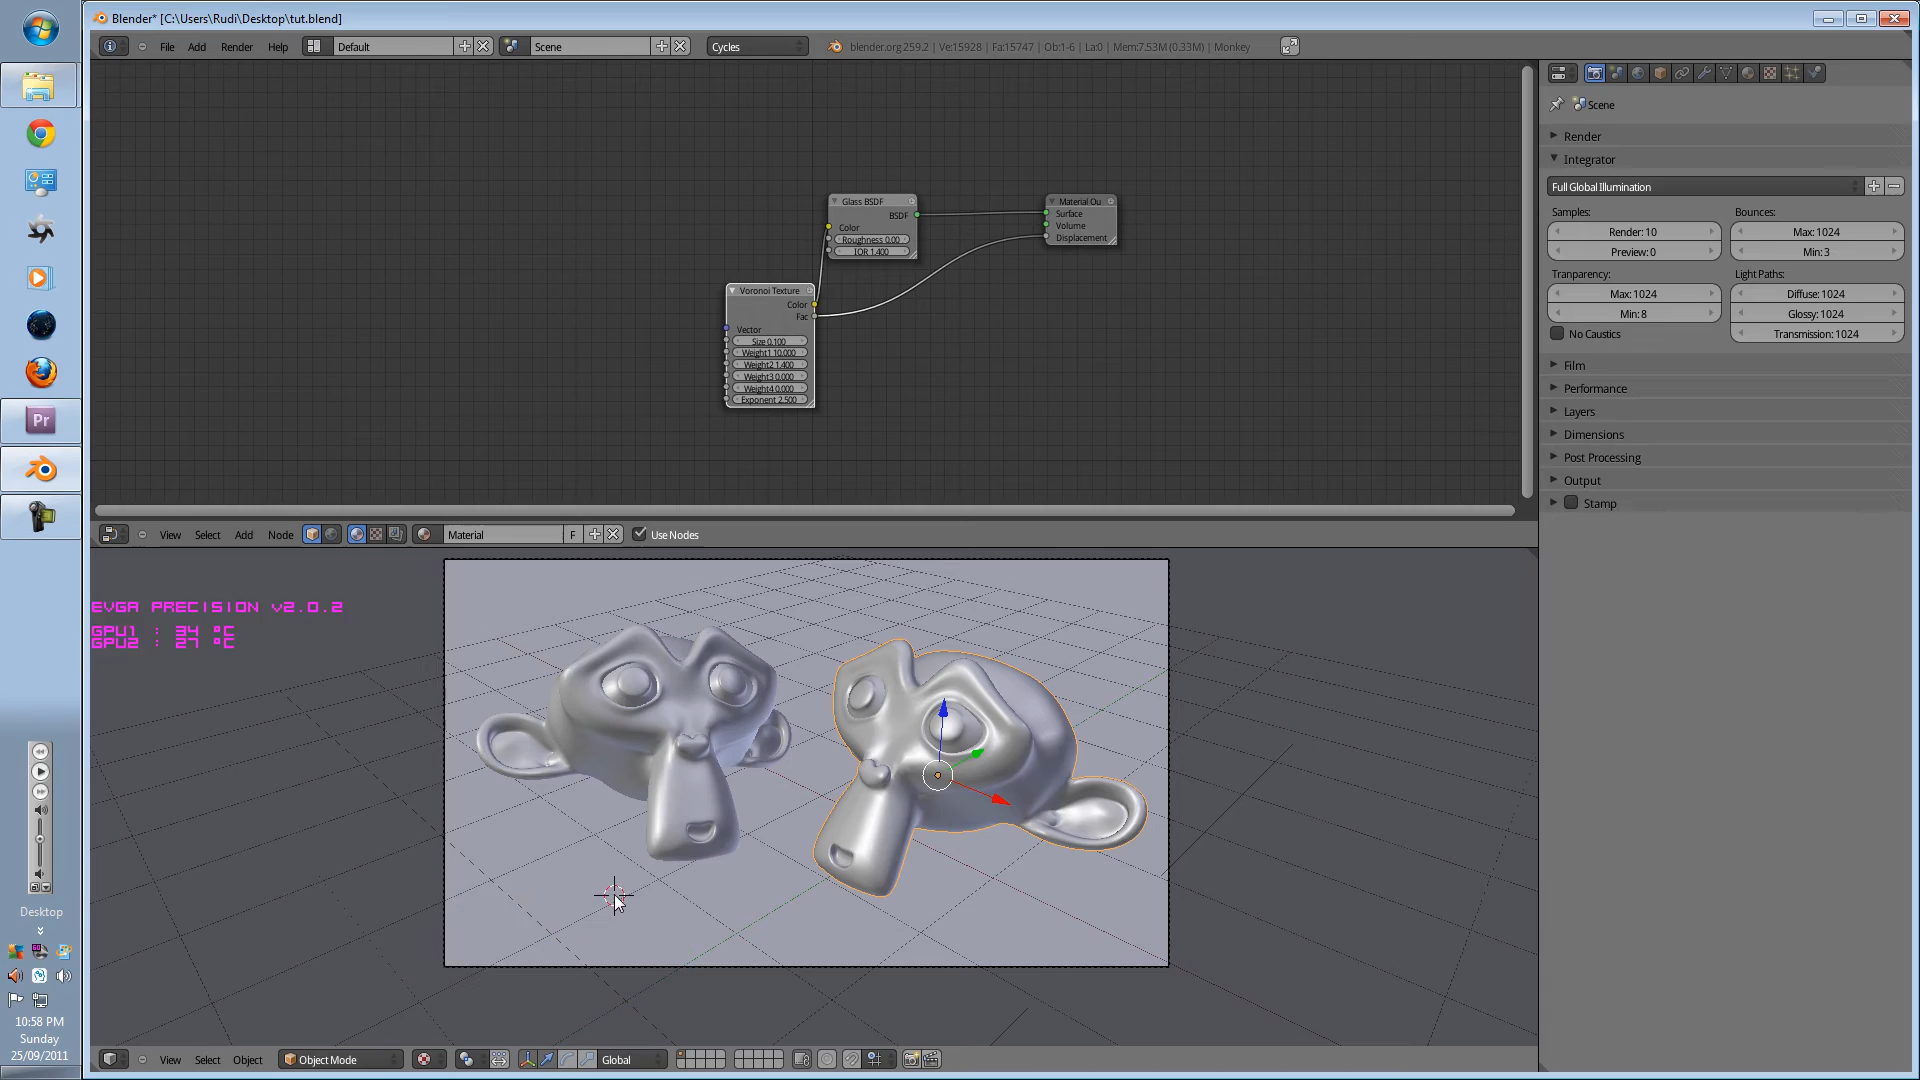 Blender* [C:\Users\Rudi\Desktop\tut.blend]
File Add Render Help Default Scene Cycles blender.org 259.2 | Ve:15928 | Fa:15747 | Ob:1-6 | La:0 | Mem:7.53M (0.33M) | Monkey
Scene
Render
Integrator
Full Global Illumination
Samples: Bounces:
Render: 10 Max: 1024
Preview: 0 Min: 3
Tranparency: Light Paths:
Max: 1024 Diffuse: 1024
Min: 8 Glossy: 1024
No Caustics Transmission: 1024
Film
Performance
Layers
Dimensions
Post Processing
Output
Stamp
Glass BSDF
BSDF
Color
Roughness 0.00
IOR 1.400
Material Ou
Surface
Volume
Displacement
Voronoi Texture
Color
Fac
Vector
Size 0.100
Weight1 10.000
Weight2 1.400
Weight3 0.000
Weight4 0.000
Exponent 2.500
Pr
View Select Add Node Material F Use Nodes
EVGA PRECISION v2.0.2
GPU1 : 34 °C
GPU2 : 27 °C
Desktop
10:58 PM
Sunday
25/09/2011
View Select Object Object Mode Global